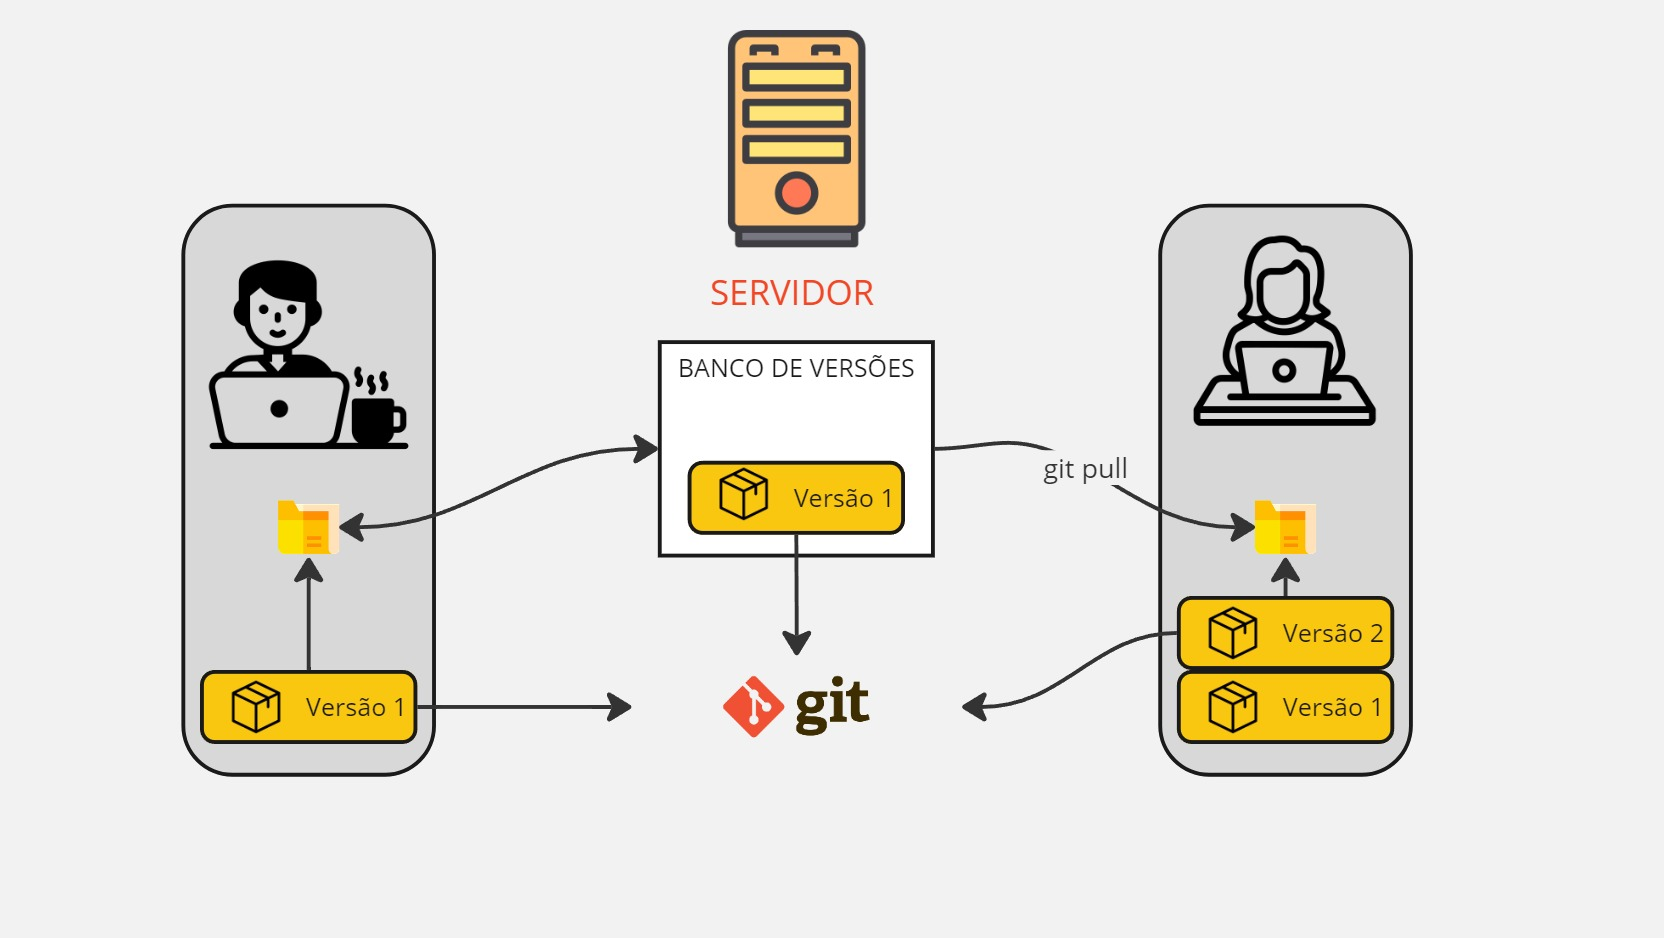 SERVIDOR
BANCO DE VERSÕES
Versão 1
git pull
Versão 2
Versão 1
Versão 1
git